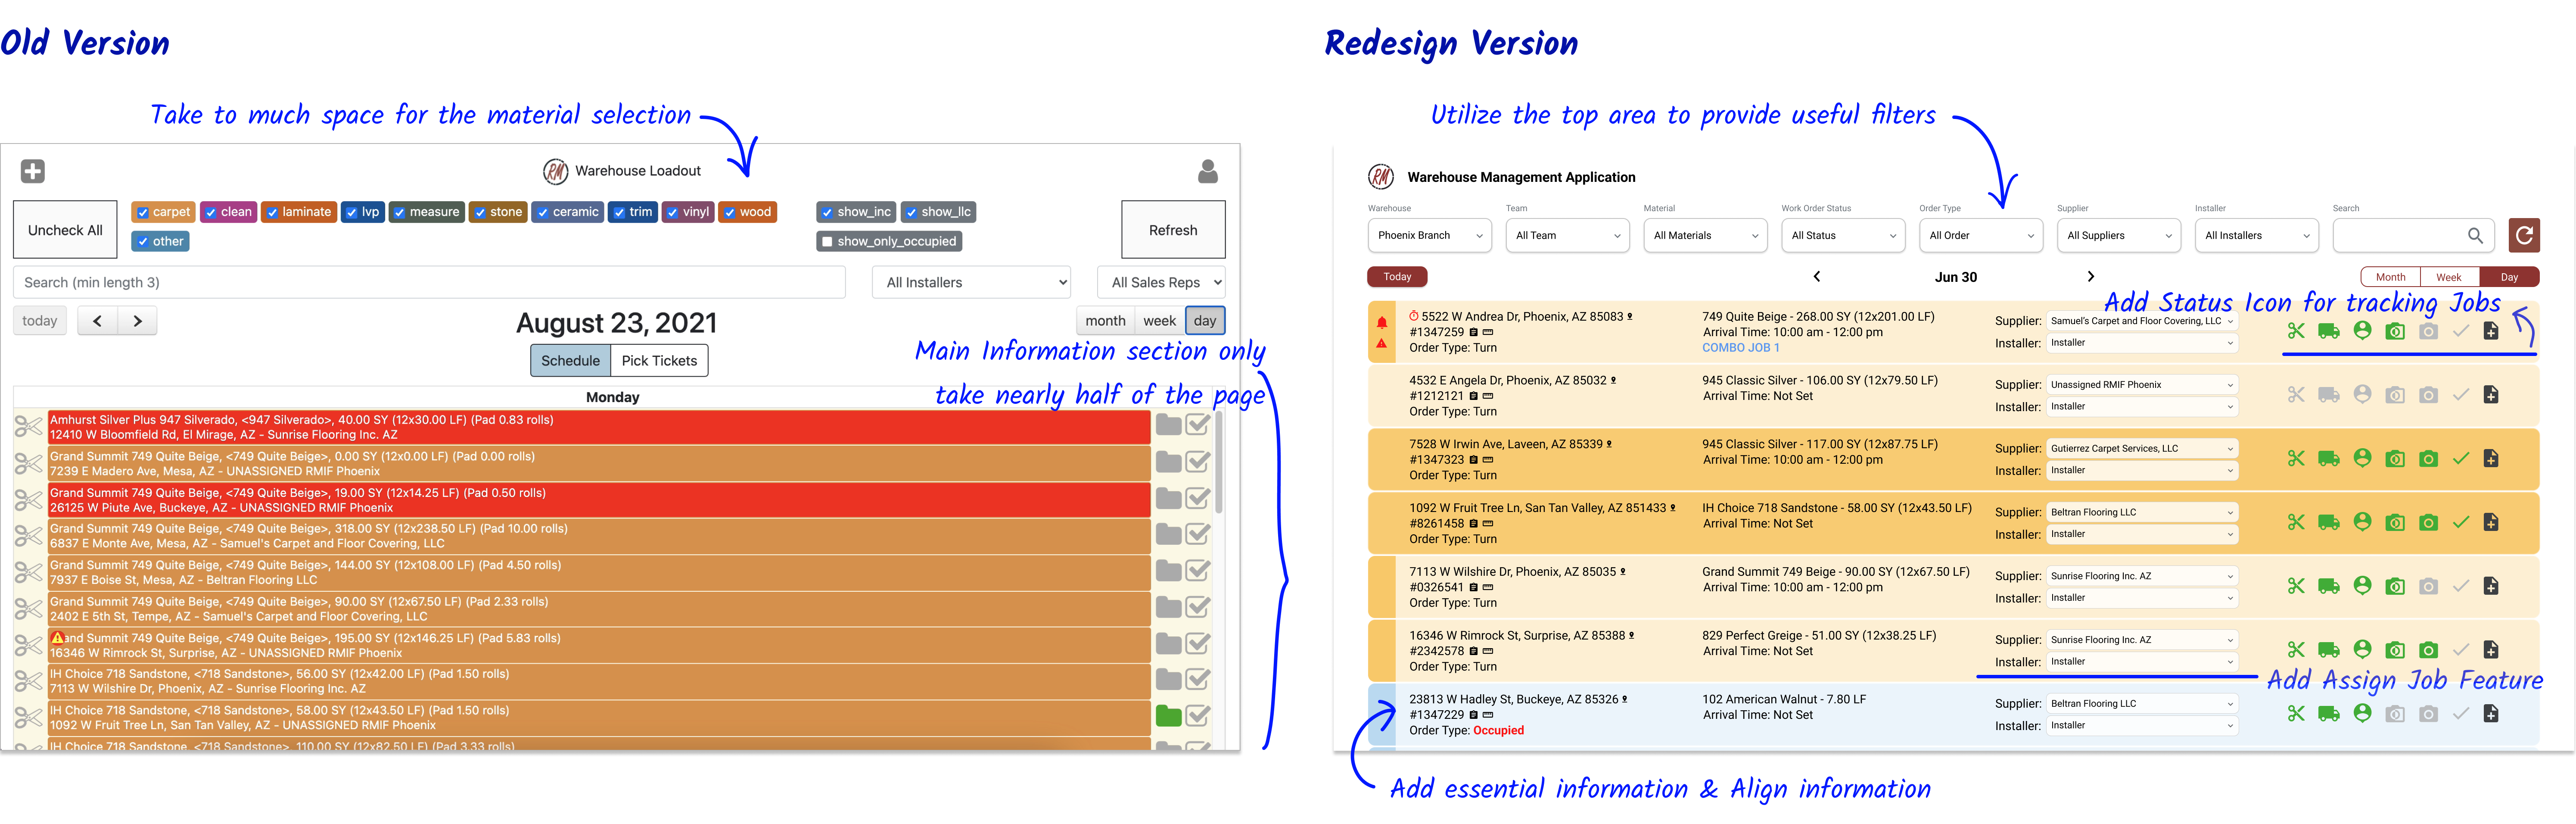 Old Version
Take to much space for the material selection
RM Warehouse Loadout
Uncheck All
carpet clean laminate lvp measure stone ceramic trim vinyl wood
other
show_inc show_llc
show_only_occupied
Refresh
Search (min length 3)
All Installers
All Sales Reps
today
August 23, 2021
month week day
Schedule Pick Tickets
Main Information section only
take nearly half of the page
Monday
Amhurst Silver Plus 947 Silverado, <947 Silverado>, 40.00 SY (12x30.00 LF) (Pad 0.83 rolls)
12410 W Bloomfield Rd, El Mirage, AZ - Sunrise Flooring Inc. AZ
Grand Summit 749 Quite Beige, <749 Quite Beige>, 0.00 SY (12x0.00 LF) (Pad 0.00 rolls)
7239 E Madero Ave, Mesa, AZ - UNASSIGNED RMIF Phoenix
Grand Summit 749 Quite Beige, <749 Quite Beige>, 19.00 SY (12x14.25 LF) (Pad 0.50 rolls)
26125 W Piute Ave, Buckeye, AZ - UNASSIGNED RMIF Phoenix
Grand Summit 749 Quite Beige, <749 Quite Beige>, 318.00 SY (12x238.50 LF) (Pad 10.00 rolls)
6837 E Monte Ave, Mesa, AZ - Samuel's Carpet and Floor Covering, LLC
Grand Summit 749 Quite Beige, <749 Quite Beige>, 144.00 SY (12x108.00 LF) (Pad 4.50 rolls)
7937 E Boise St, Mesa, AZ - Beltran Flooring LLC
Grand Summit 749 Quite Beige, <749 Quite Beige>, 90.00 SY (12x67.50 LF) (Pad 2.33 rolls)
2402 E 5th St, Tempe, AZ - Samuel's Carpet and Floor Covering, LLC
and Summit 749 Quite Beige, <749 Quite Beige>, 195.00 SY (12x146.25 LF) (Pad 5.83 rolls)
16346 W Rimrock St, Surprise, AZ - UNASSIGNED RMIF Phoenix
IH Choice 718 Sandstone, <718 Sandstone>, 56.00 SY (12x42.00 LF) (Pad 1.50 rolls)
7113 W Wilshire Dr, Phoenix, AZ - Sunrise Flooring Inc. AZ
IH Choice 718 Sandstone, <718 Sandstone>, 58.00 SY (12x43.50 LF) (Pad 1.50 rolls)
1092 W Fruit Tree Ln, San Tan Valley, AZ - UNASSIGNED RMIF Phoenix
IH Choice 718 Sandstone, <718 Sandstone>, 110.00 SY (12x82.50 LF) (Pad 3.33 rolls)
Redesign Version
Utilize the top area to provide useful filters
RM Warehouse Management Application
Warehouse Team Material Work Order Status Order Type Supplier Installer Search
Phoenix Branch All Team All Materials All Status All Order All Suppliers All Installers
Today
Jun 30
Month Week Day
Add Status Icon for tracking Jobs
5522 W Andrea Dr, Phoenix, AZ 85083
#1347259
Order Type: Turn
749 Quite Beige - 268.00 SY (12x201.00 LF)
Arrival Time: 10:00 am - 12:00 pm
COMBO JOB 1
Supplier: Samuel's Carpet and Floor Covering, LLC
Installer: Installer
4532 E Angela Dr, Phoenix, AZ 85032
#1212121
Order Type: Turn
945 Classic Silver - 106.00 SY (12x79.50 LF)
Arrival Time: Not Set
Supplier: Unassigned RMIF Phoenix
Installer: Installer
7528 W Irwin Ave, Laveen, AZ 85339
#1347323
Order Type: Turn
945 Classic Silver - 117.00 SY (12x87.75 LF)
Arrival Time: 10:00 am - 12:00 pm
Supplier: Gutierrez Carpet Services, LLC
Installer: Installer
1092 W Fruit Tree Ln, San Tan Valley, AZ 851433
#8261458
Order Type: Turn
IH Choice 718 Sandstone - 58.00 SY (12x43.50 LF)
Arrival Time: Not Set
Supplier: Beltran Flooring LLC
Installer: Installer
7113 W Wilshire Dr, Phoenix, AZ 85035
#0326541
Order Type: Turn
Grand Summit 749 Beige - 90.00 SY (12x67.50 LF)
Arrival Time: 10:00 am - 12:00 pm
Supplier: Sunrise Flooring Inc. AZ
Installer: Installer
16346 W Rimrock St, Surprise, AZ 85388
#2342578
Order Type: Turn
829 Perfect Greige - 51.00 SY (12x38.25 LF)
Arrival Time: Not Set
Supplier: Sunrise Flooring Inc. AZ
Installer: Installer
Add Assign Job Feature
23813 W Hadley St, Buckeye, AZ 85326
#1347229
Order Type: Occupied
102 American Walnut - 7.80 LF
Arrival Time: Not Set
Supplier: Beltran Flooring LLC
Installer: Installer
Add essential information & Align information